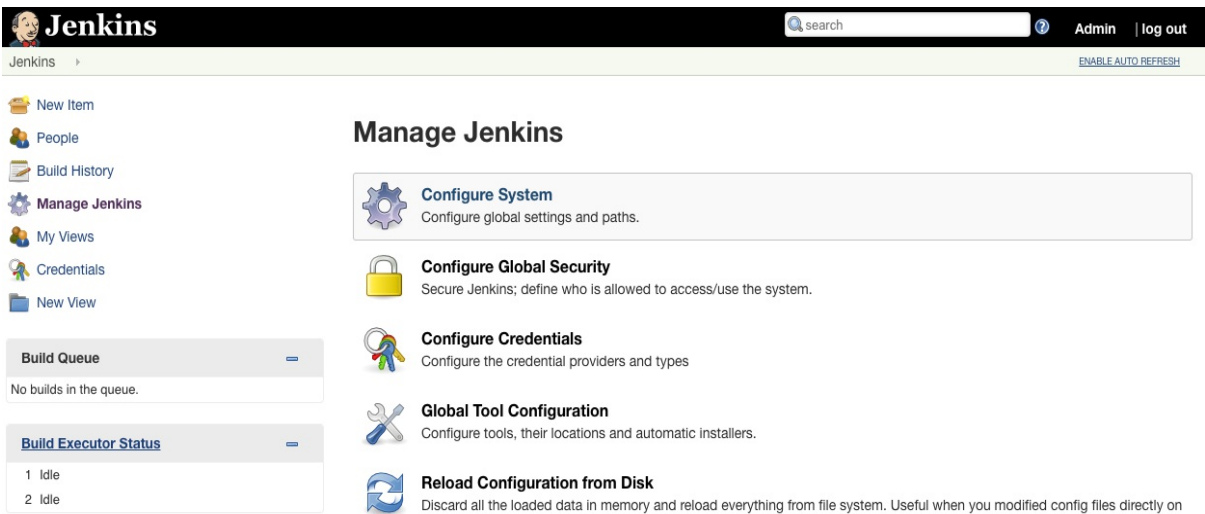 Jenkins
search
Admin | log out
Jenkins
ENABLE AUTO REFRESH
New Item
People
Build History
Manage Jenkins
My Views
Credentials
New View
Build Queue
No builds in the queue.
Build Executor Status
1 Idle
2 Idle
Manage Jenkins
Configure System
Configure global settings and paths.
Configure Global Security
Secure Jenkins; define who is allowed to access/use the system.
Configure Credentials
Configure the credential providers and types
Global Tool Configuration
Configure tools, their locations and automatic installers.
Reload Configuration from Disk
Discard all the loaded data in memory and reload everything from file system. Useful when you modified config files directly on